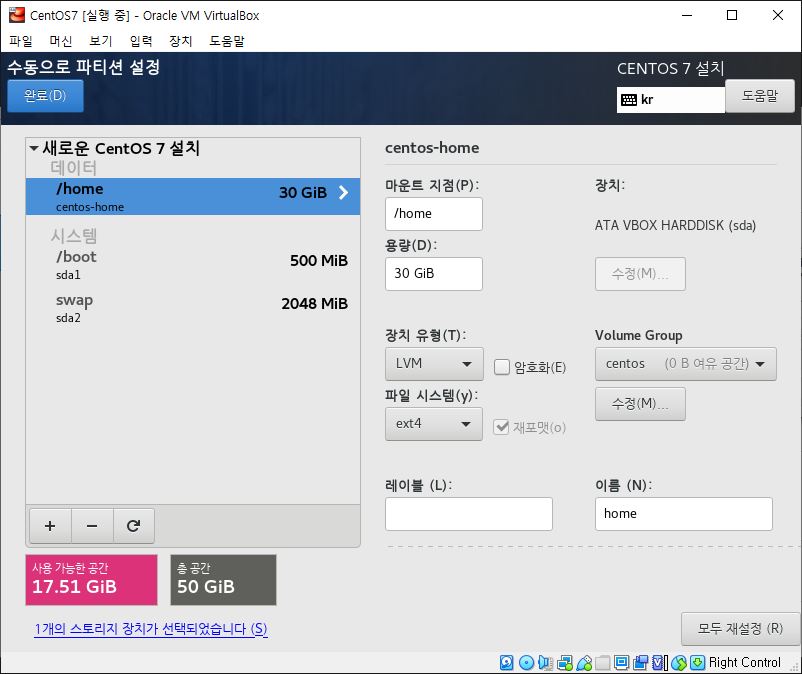 CentOS7 [실행 중] - Oracle VM VirtualBox
파일 머신 보기 입력 장치 도움말
수동으로 파티션 설정
CENTOS 7 설치
완료(D)
kr
도움말
새로운 CentOS 7 설치
데이터
/home
30 GiB
centos-home
시스템
/boot
500 MiB
sda1
swap
2048 MiB
sda2
사용 가능한 공간
17.51 GiB
총 공간
50 GiB
1개의 스토리지 장치가 선택되었습니다 (S)
centos-home
마운트 지점(P):
/home
용량(D):
30 GiB
장치:
ATA VBOX HARDDISK (sda)
수정(M)...
장치 유형(T):
LVM
암호화(E)
Volume Group
centos (0 B 여유 공간)
수정(M)...
파일 시스템(y):
ext4
재포맷(o)
레이블 (L):
이름 (N):
home
모두 재설정 (R)
Right Control